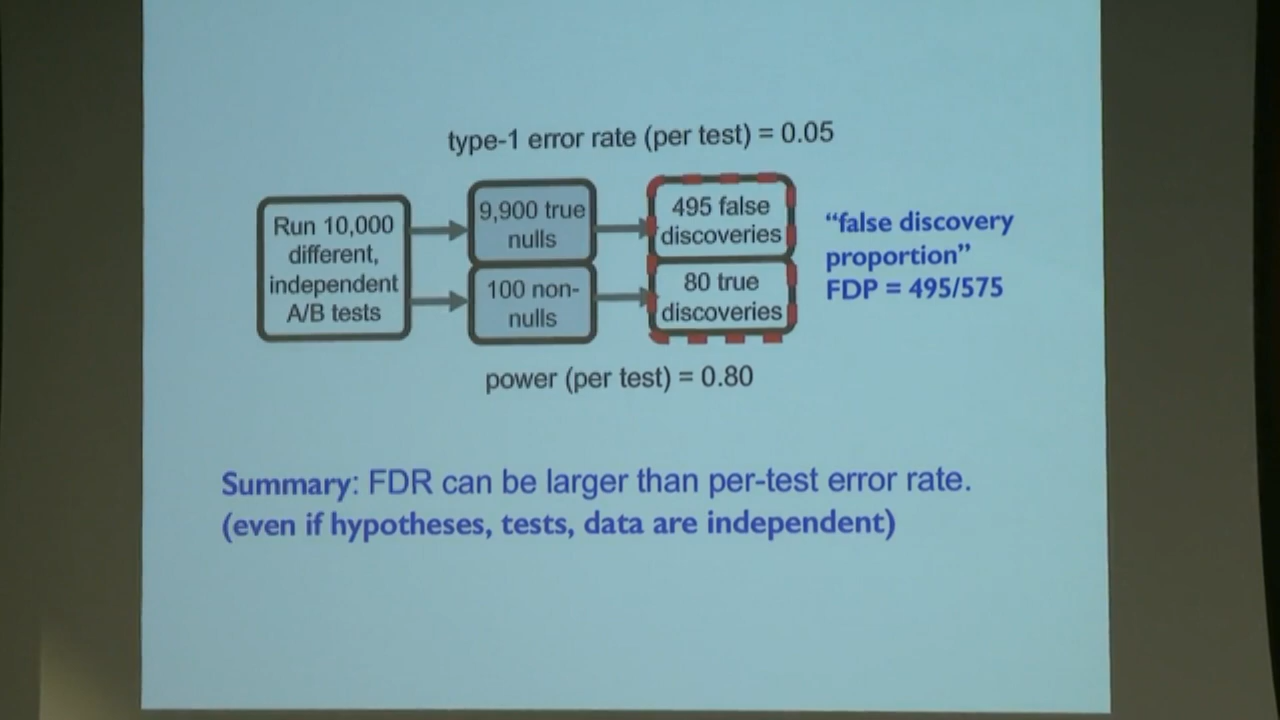 type-1 error rate (per test) = 0.05
Run 10,000
different,
independent
A/B tests
9,900 true
nulls
100 non-
nulls
495 false
discoveries
80 true
discoveries
“false discovery
proportion”
FDP = 495/575
power (per test) = 0.80
Summary: FDR can be larger than per-test error rate.
(even if hypotheses, tests, data are independent)